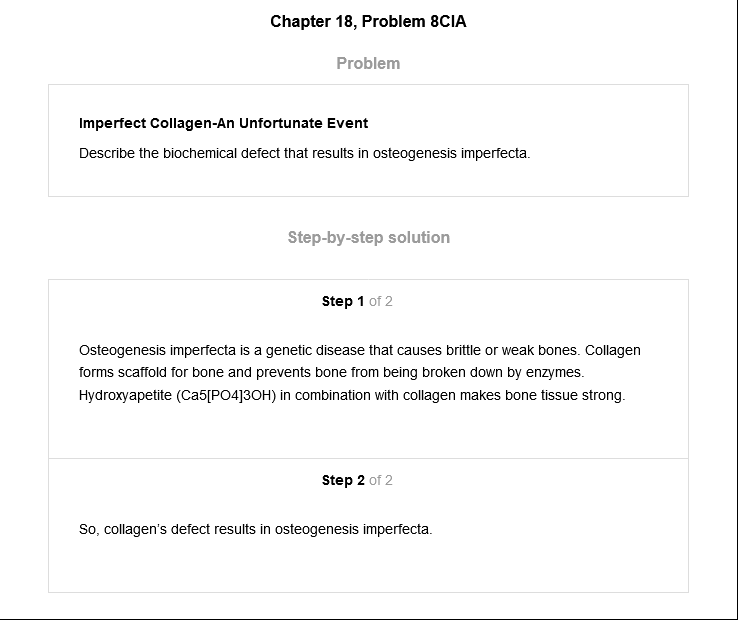 Chapter 18, Problem 8CIA
Problem
Imperfect Collagen-An Unfortunate Event
Describe the biochemical defect that results in osteogenesis imperfecta.
Step-by-step solution
Step 1 of 2
Osteogenesis imperfecta is a genetic disease that causes brittle or weak bones. Collagen
forms scaffold for bone and prevents bone from being broken down by enzymes.
Hydroxyapetite (Ca5[PO4]3OH) in combination with collagen makes bone tissue strong.
Step 2 of 2
So, collagen’s defect results in osteogenesis imperfecta.